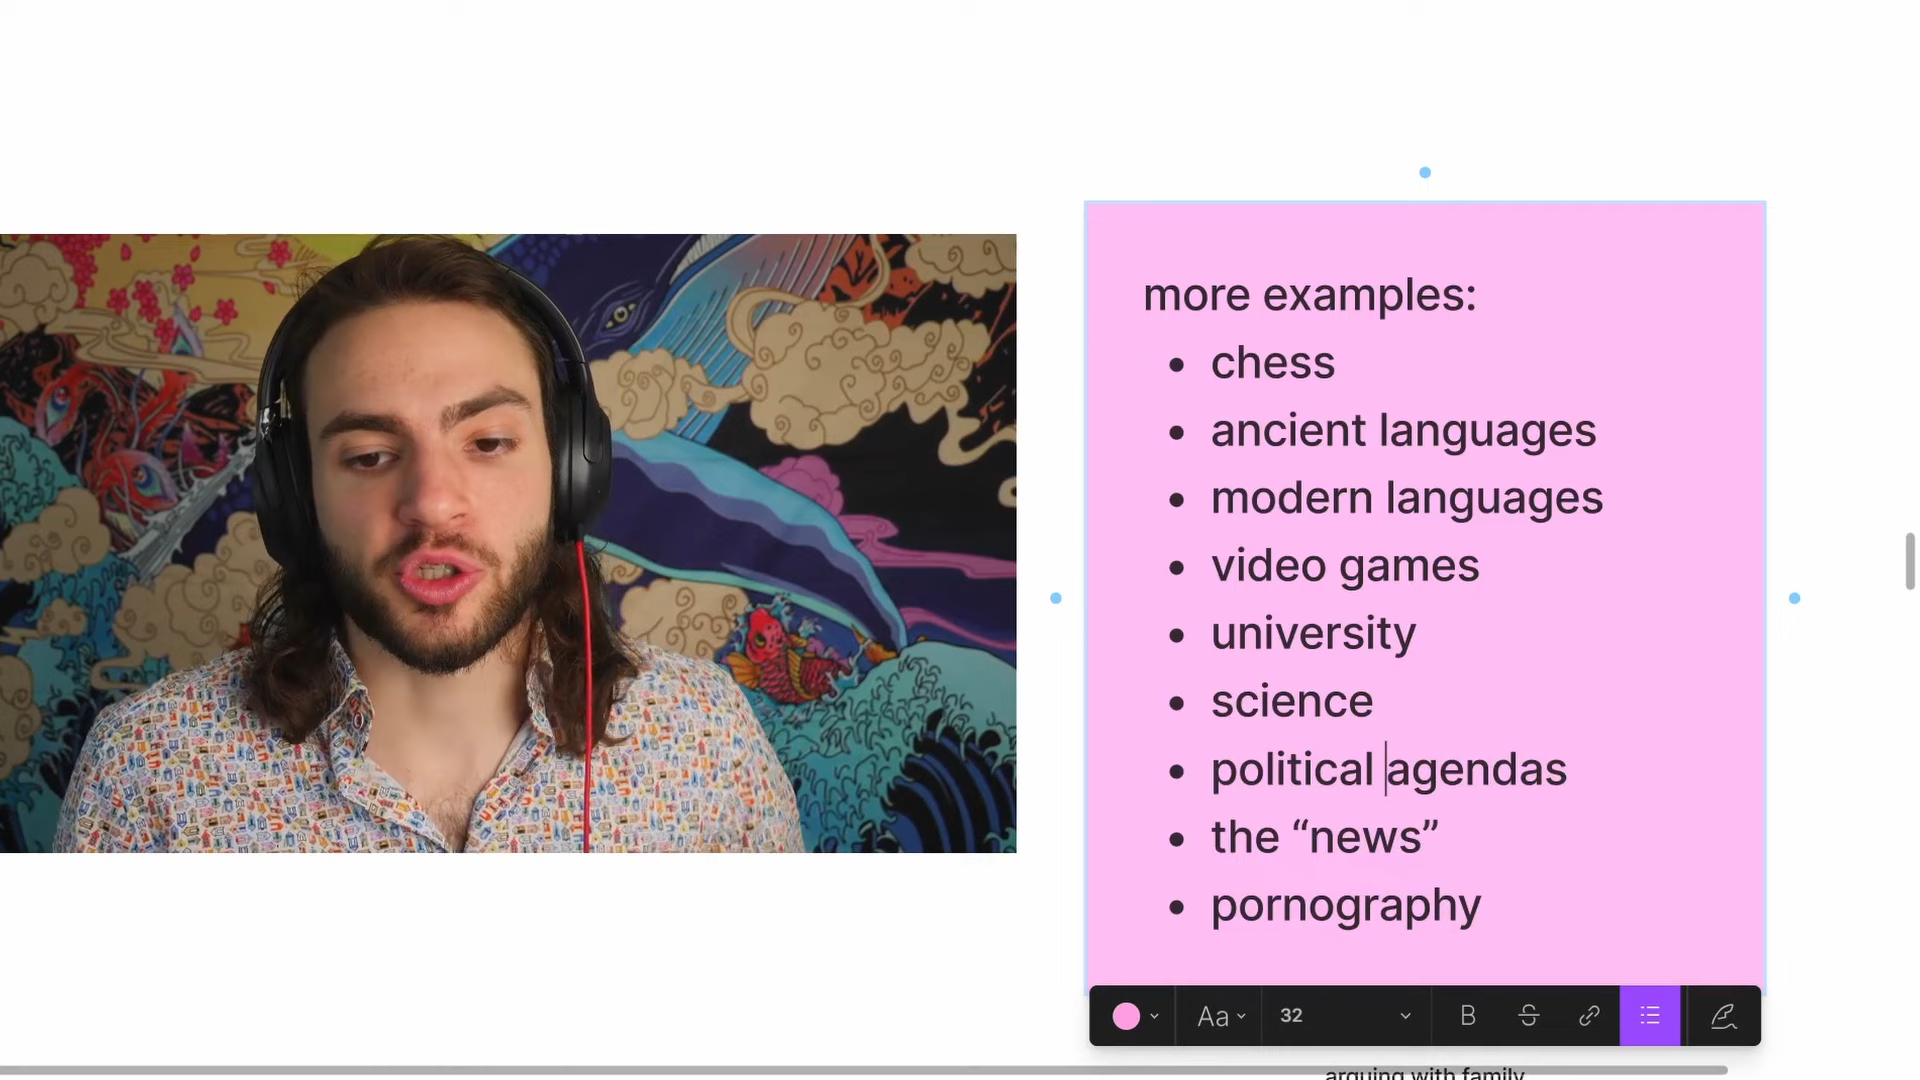 more examples:
• chess
• ancient languages
• modern languages
• video games
• university
• science
• political agendas
• the “news”
• pornography
Aa
32
B
S
arguing with family